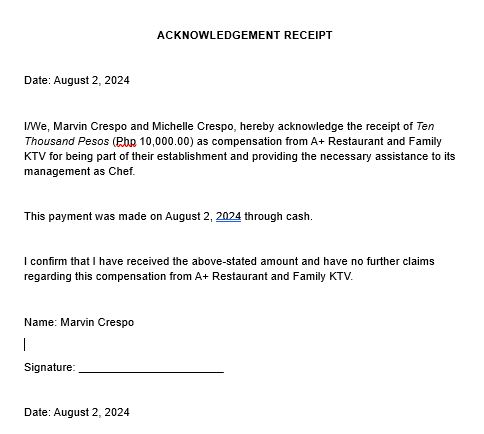 ACKNOWLEDGEMENT RECEIPT
Date: August 2, 2024
I/We, Marvin Crespo and Michelle Crespo, hereby acknowledge the receipt of Ten
Thousand Pesos (Php 10,000.00) as compensation from A+ Restaurant and Family
KTV for being part of their establishment and providing the necessary assistance to its
management as Chef.
This payment was made on August 2, 2024 through cash.
I confirm that I have received the above-stated amount and have no further claims
regarding this compensation from A+ Restaurant and Family KTV.
Name: Marvin Crespo
Signature: ________________________
Date: August 2, 2024